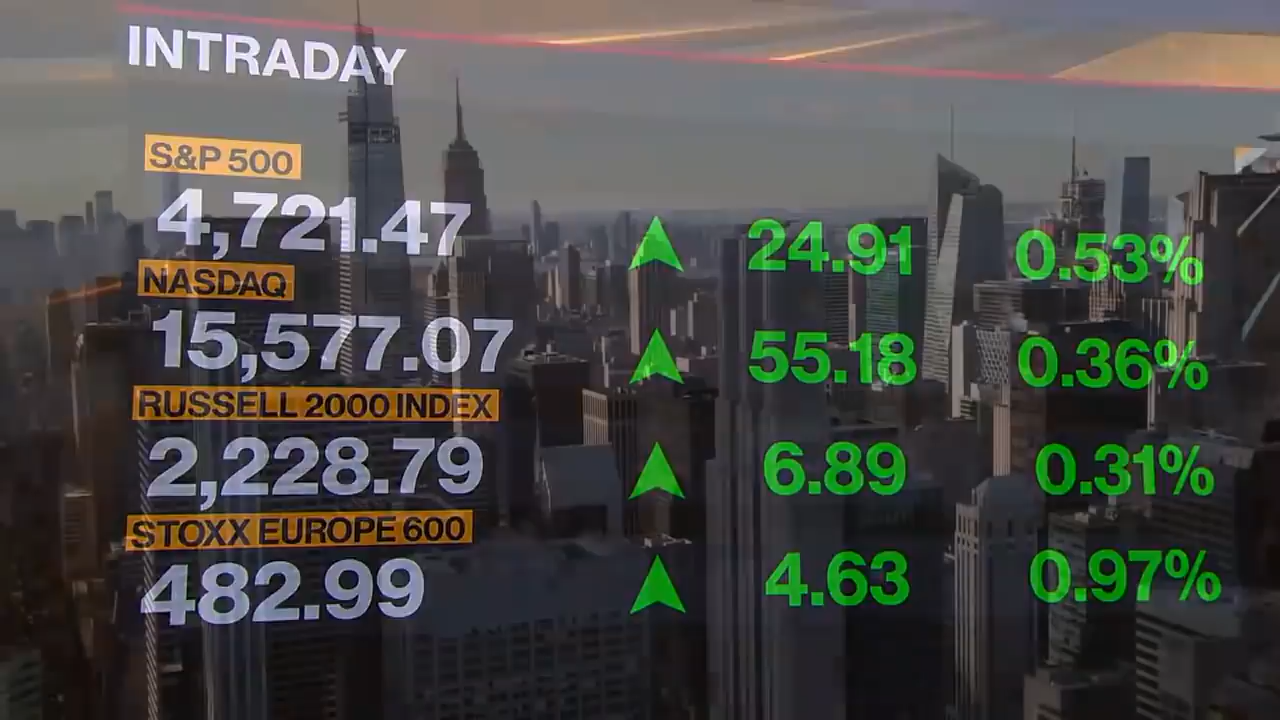 INTRADAY
S&P 500
4,721.47 24.91 0.53%
NASDAQ
15,577.07 55.18 0.36%
RUSSELL 2000 INDEX
2,228.79 6.89 0.31%
STOXX EUROPE 600
482.99 4.63 0.97%